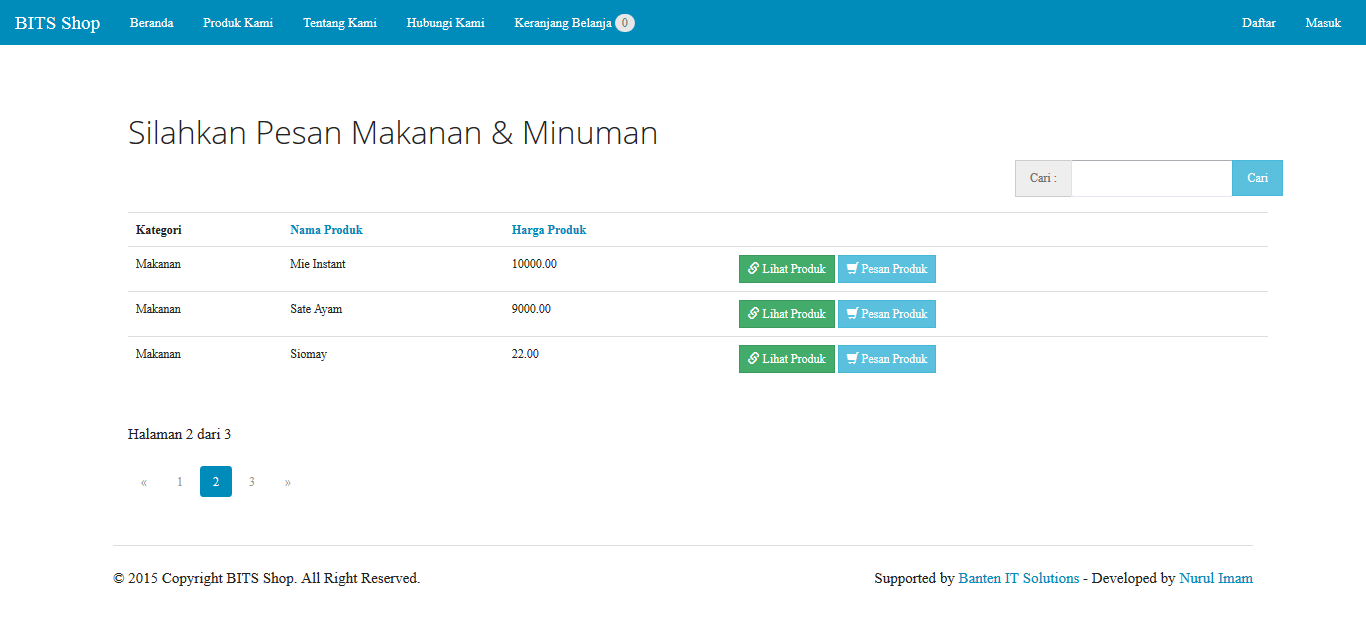 BITS Shop Beranda Produk Kami Tentang Kami Hubungi Kami Keranjang Belanja 0 Daftar Masuk
Silahkan Pesan Makanan & Minuman
Cari : Cari
Kategori Nama Produk Harga Produk
Makanan Mie Instant 10000.00 Lihat Produk Pesan Produk
Makanan Sate Ayam 9000.00 Lihat Produk Pesan Produk
Makanan Siomay 22.00 Lihat Produk Pesan Produk
Halaman 2 dari 3
« 1 2 3 »
© 2015 Copyright BITS Shop. All Right Reserved. Supported by Banten IT Solutions - Developed by Nurul Imam